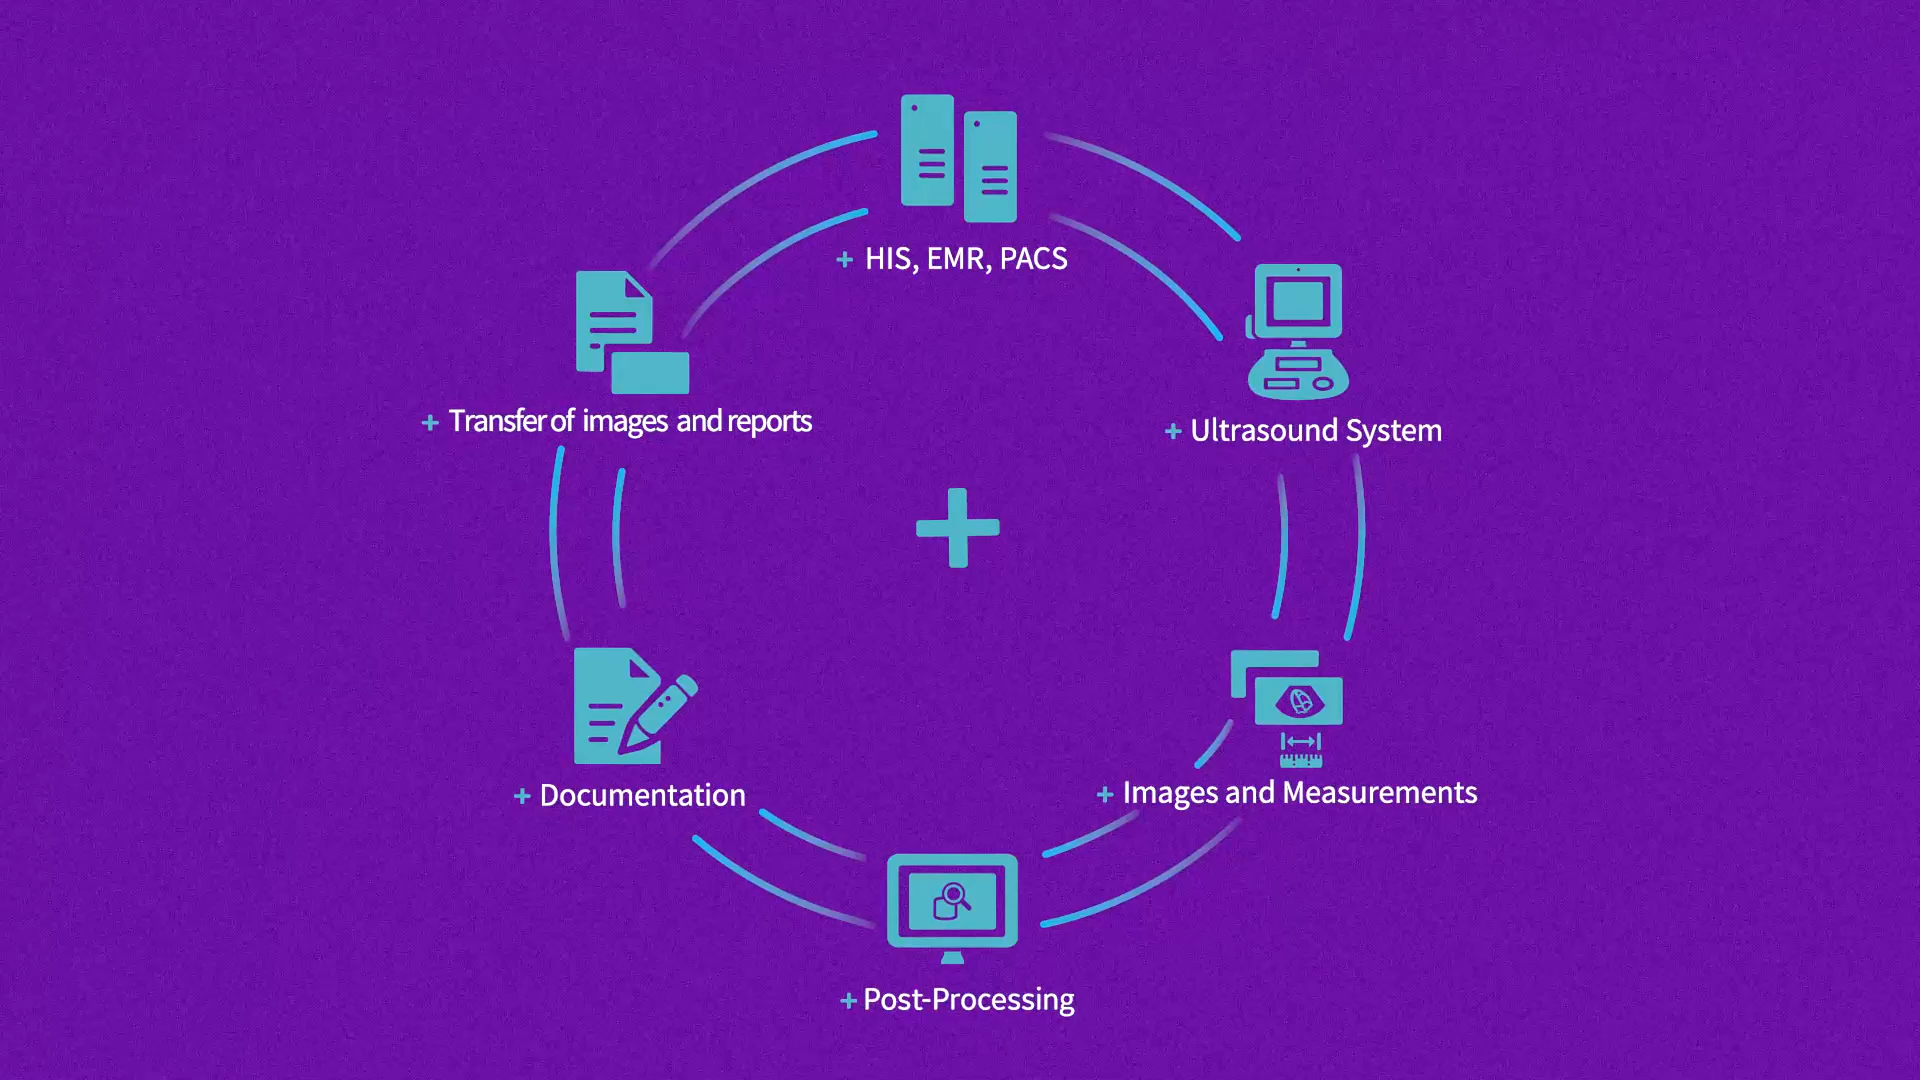 + HIS, EMR, PACS
+ Transfer of images and reports
+ Ultrasound System
+ Documentation
+ Images and Measurements
+ Post-Processing